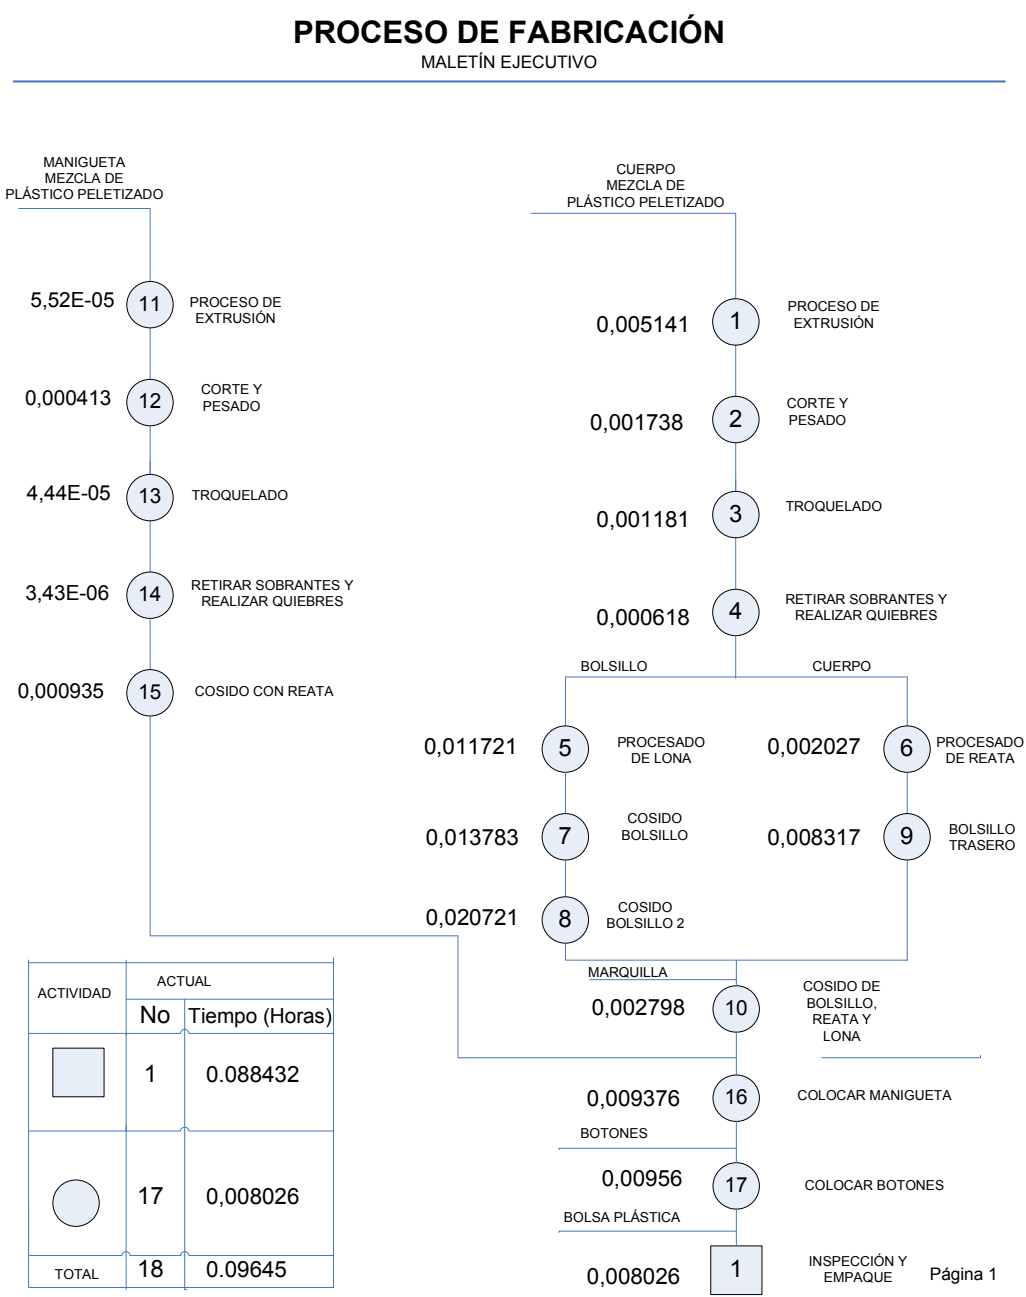 PROCESO DE FABRICACIÓN
MALETÍN EJECUTIVO
MANIGUETA
MEZCLA DE
PLÁSTICO PELETIZADO
5,52E-05
11
PROCESO DE
EXTRUSIÓN
0,000413
12
CORTE Y
PESADO
4,44E-05
13
TROQUELADO
3,43E-06
14
RETIRAR SOBRANTES Y
REALIZAR QUIEBRES
0,000935
15
COSIDO CON REATA
CUERPO
MEZCLA DE
PLÁSTICO PELETIZADO
0,005141
1
PROCESO DE
EXTRUSIÓN
0,001738
2
CORTE Y
PESADO
0,001181
3
TROQUELADO
0,000618
4
RETIRAR SOBRANTES Y
REALIZAR QUIEBRES
BOLSILLO
CUERPO
0,011721
5
PROCESADO
DE LONA
0,002027
6
PROCESADO
DE REATA
0,013783
7
COSIDO
BOLSILLO
0,008317
9
BOLSILLO
TRASERO
0,020721
8
COSIDO
BOLSILLO 2
MARQUILLA
0,002798
10
COSIDO DE
BOLSILLO,
REATA Y
LONA
0,009376
16
COLOCAR MANIGUETA
BOTONES
0,00956
17
COLOCAR BOTONES
BOLSA PLÁSTICA
0,008026
1
INSPECCIÓN Y
EMPAQUE
ACTIVIDAD
ACTUAL
No
Tiempo (Horas)
1
0.088432
17
0,008026
TOTAL
18
0.09645
Página 1